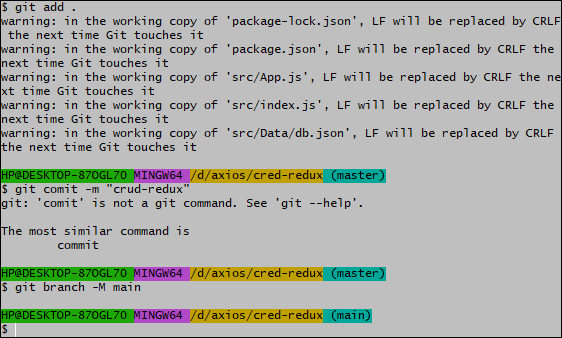 $ git add .
warning: in the working copy of 'package-lock.json', LF will be replaced by CRLF
the next time Git touches it
warning: in the working copy of 'package.json', LF will be replaced by CRLF the
next time Git touches it
warning: in the working copy of 'src/App.js', LF will be replaced by CRLF the ne
xt time Git touches it
warning: in the working copy of 'src/index.js', LF will be replaced by CRLF the
next time Git touches it
warning: in the working copy of 'src/Data/db.json', LF will be replaced by CRLF
the next time Git touches it
HP@DESKTOP-87OGL7O MINGW64 /d/axios/cred-redux (master)
$ git comit -m "crud-redux"
git: 'comit' is not a git command. See 'git --help'.
The most similar command is
commit
HP@DESKTOP-87OGL7O MINGW64 /d/axios/cred-redux (master)
$ git branch -M main
HP@DESKTOP-87OGL7O MINGW64 /d/axios/cred-redux (main)
$